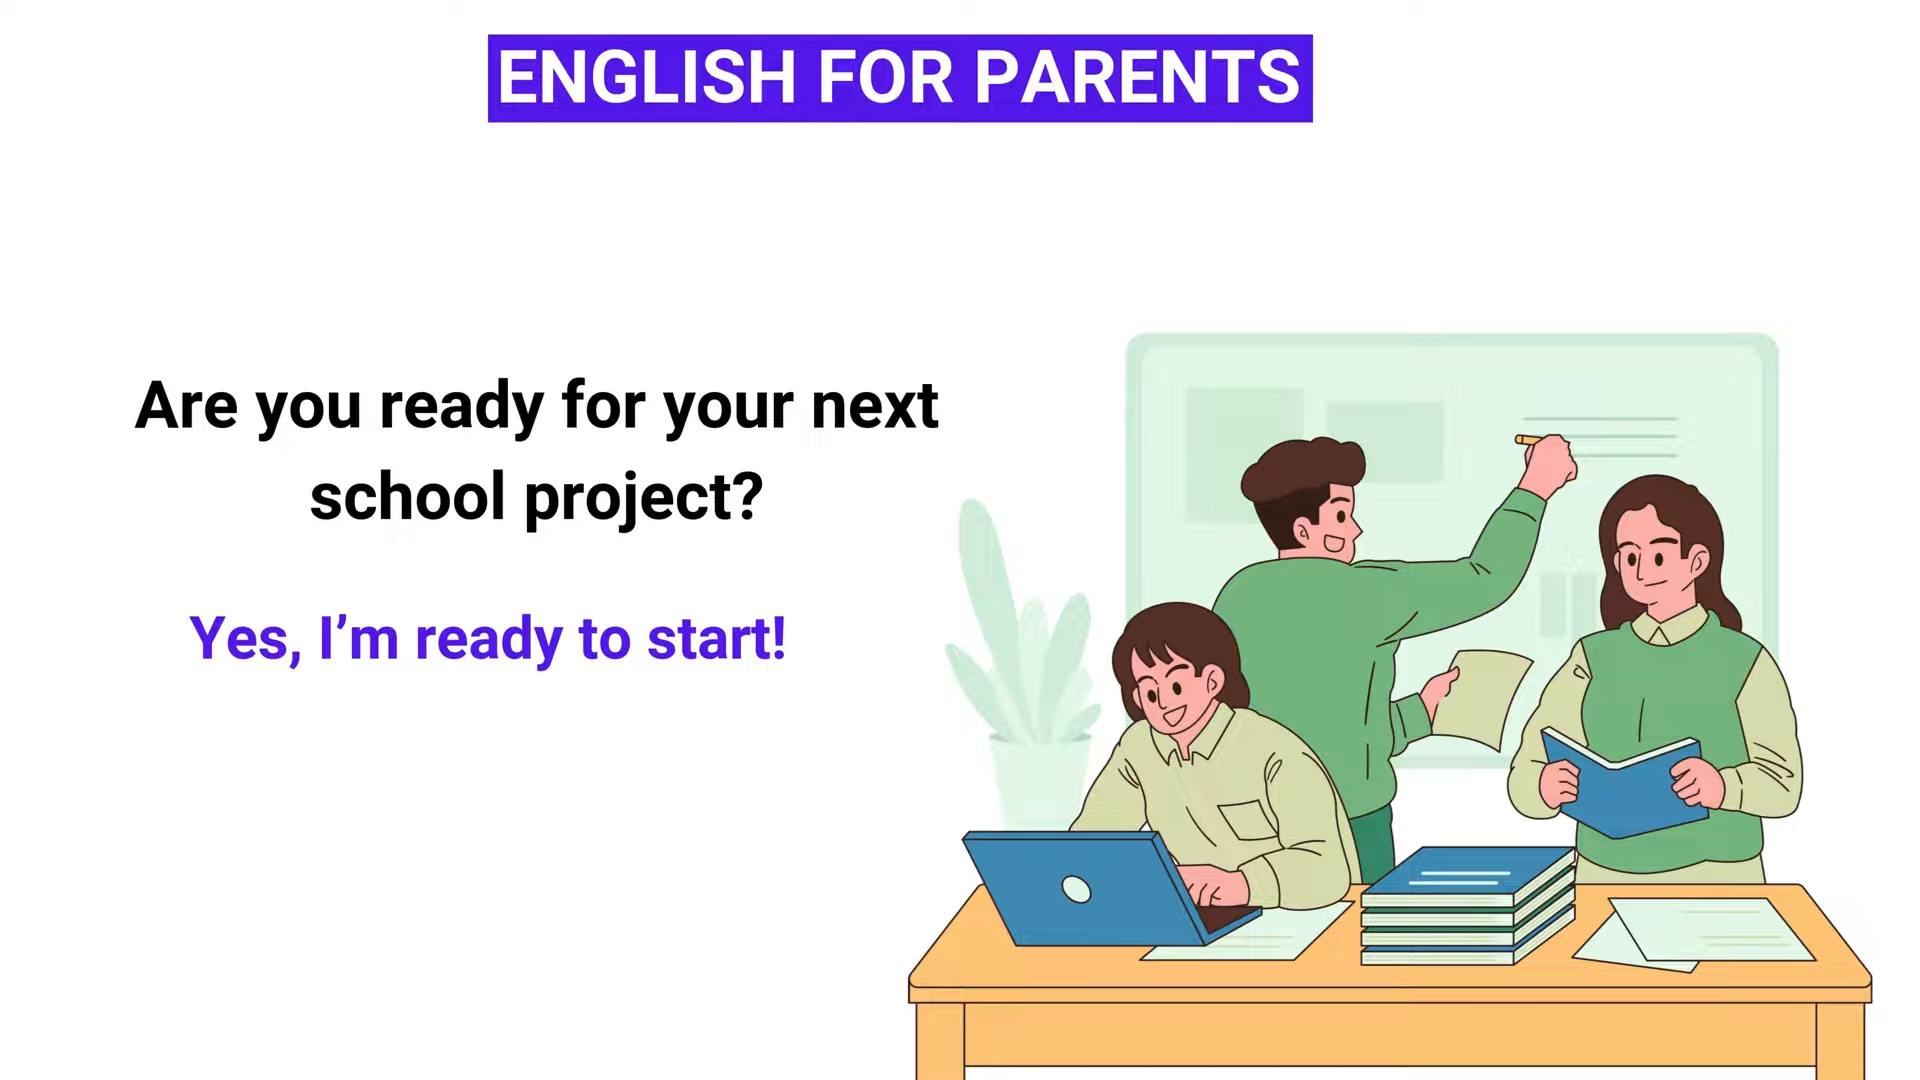 ENGLISH FOR PARENTS
Are you ready for your next
school project?
Yes, I’m ready to start!